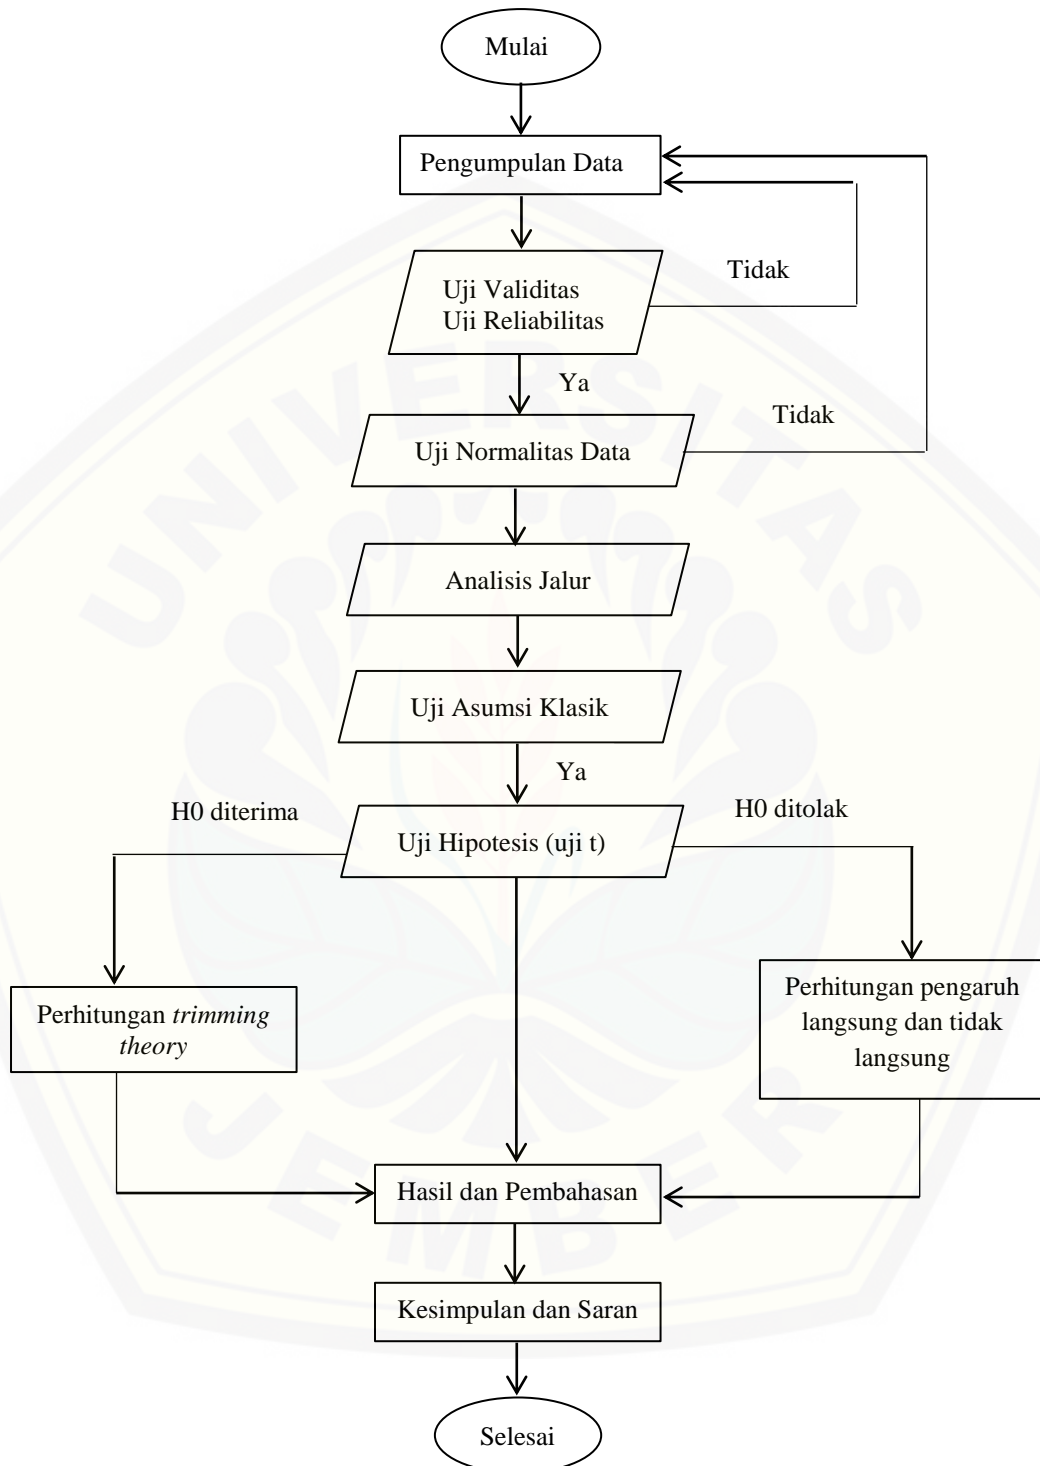 Mulai
Pengumpulan Data
Tidak
Uji Validitas
Uji Reliabilitas
Ya
Tidak
Uji Normalitas Data
Analisis Jalur
Uji Asumsi Klasik
Ya
H0 diterima
H0 ditolak
Uji Hipotesis (uji t)
Perhitungan trimming
theory
Perhitungan pengaruh
langsung dan tidak
langsung
Hasil dan Pembahasan
Kesimpulan dan Saran
Selesai
UNIVERSITAS
JEMBER